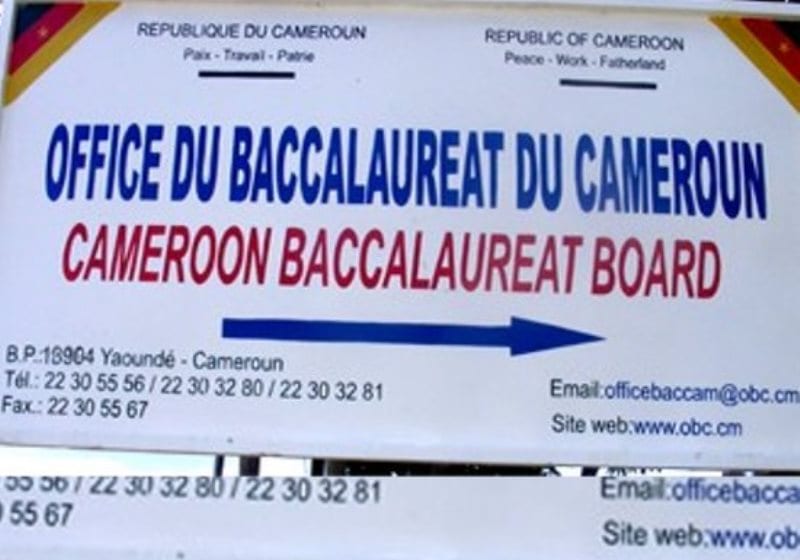 REPUBLIQUE DU CAMEROUN
Paix - Travail - Patrie
REPUBLIC OF CAMEROON
Peace - Work - Fatherland
OFFICE DU BACCALAUREAT DU CAMEROUN
CAMEROON BACCALAUREAT BOARD
B.P.:13904 Yaoundé - Cameroun
Tél.: 22 30 55 56 / 22 30 32 80 / 22 30 32 81
Fax.: 22 30 55 67
Email:officebaccam@obc.cm
Site web:www.obc.cm
55 56 / 22 30 32 80 / 22 30 32 81
55 67
Email:officebacca
Site web:www.ob